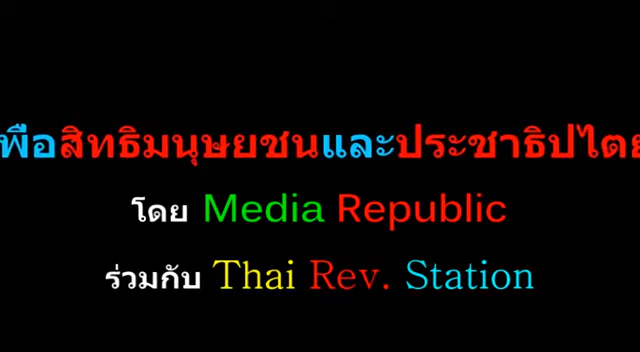 พื่อสิทธิมนุษยชนและประชาธิปไตย
โดย Media Republic
ร่วมกับ Thai Rev. Station